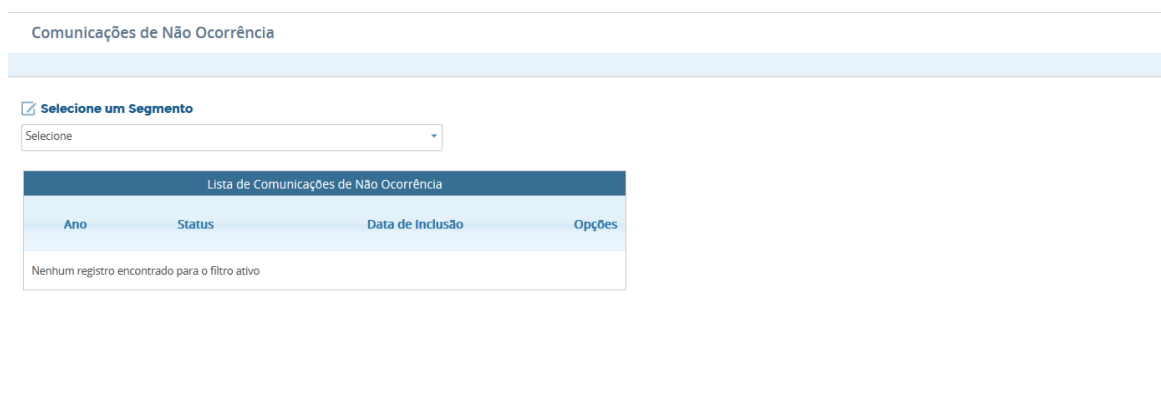 Comunicações de Não Ocorrência
Selecione um Segmento
Selecione
Lista de Comunicações de Não Ocorrência
Ano Status Data de Inclusão Opções
Nenhum registro encontrado para o filtro ativo